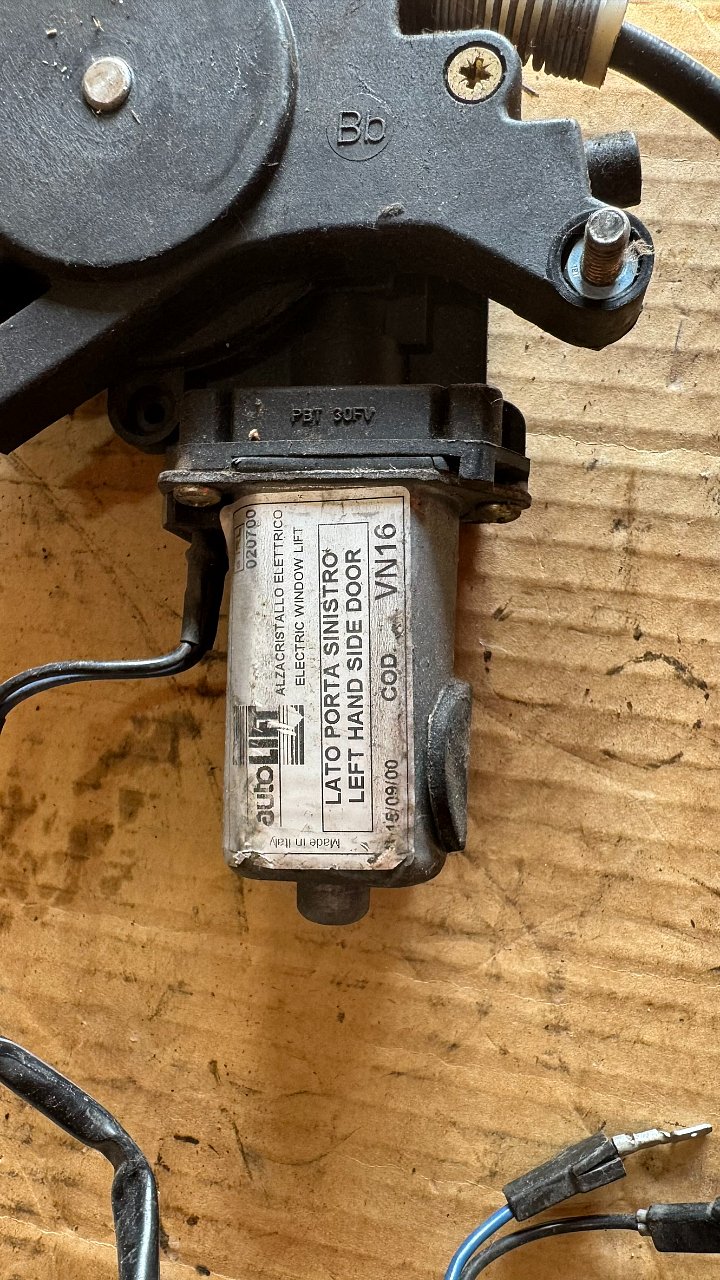 Bb
PBT 30FV
020700
ALZACRISTALLO ELETTRICO
ELECTRIC WINDOW LIFT
autoLIFT
LATO PORTA SINISTRO
LEFT HAND SIDE DOOR
COD VN16
15/09/00
Made in Italy